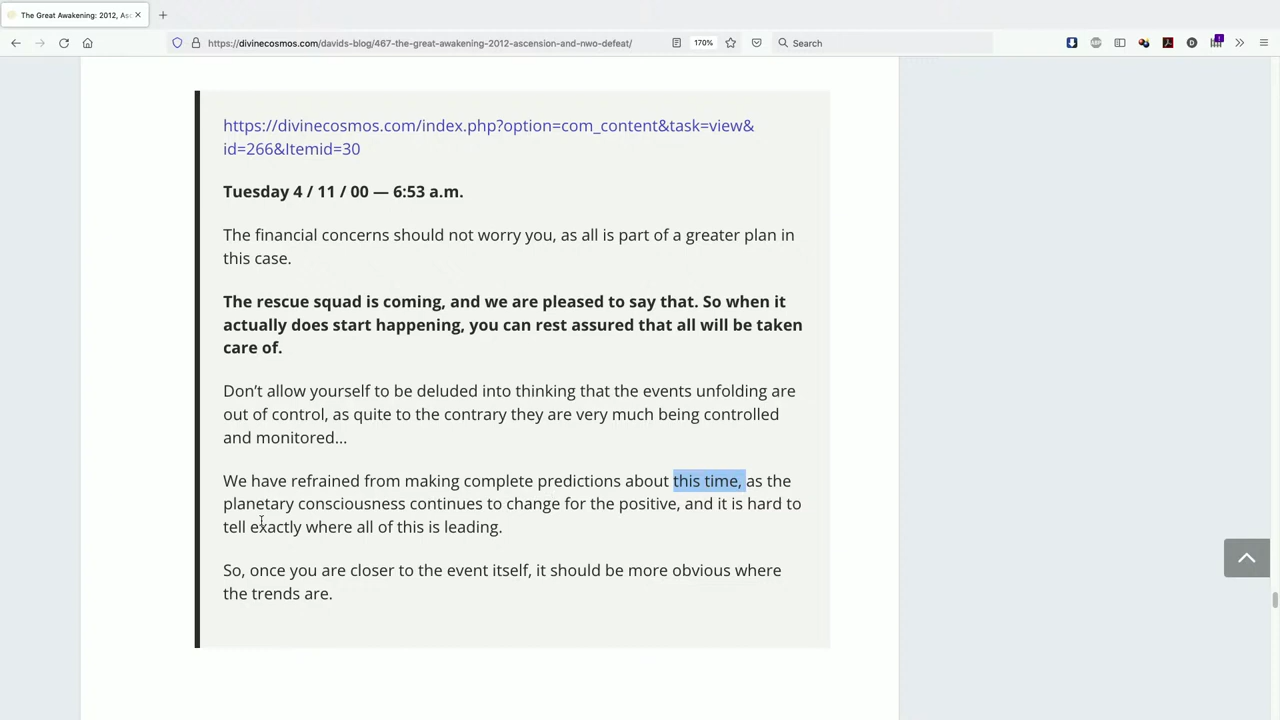 The Great Awakening: 2012, Asc
https://divinecosmos.com/davids-blog/467-the-great-awakening-2012-ascension-and-nwo-defeat/
170%
Search
https://divinecosmos.com/index.php?option=com_content&task=view&
id=266&Itemid=30
Tuesday 4 / 11 / 00 — 6:53 a.m.
The financial concerns should not worry you, as all is part of a greater plan in
this case.
The rescue squad is coming, and we are pleased to say that. So when it
actually does start happening, you can rest assured that all will be taken
care of.
Don’t allow yourself to be deluded into thinking that the events unfolding are
out of control, as quite to the contrary they are very much being controlled
and monitored…
We have refrained from making complete predictions about this time, as the
planetary consciousness continues to change for the positive, and it is hard to
tell exactly where all of this is leading.
So, once you are closer to the event itself, it should be more obvious where
the trends are.